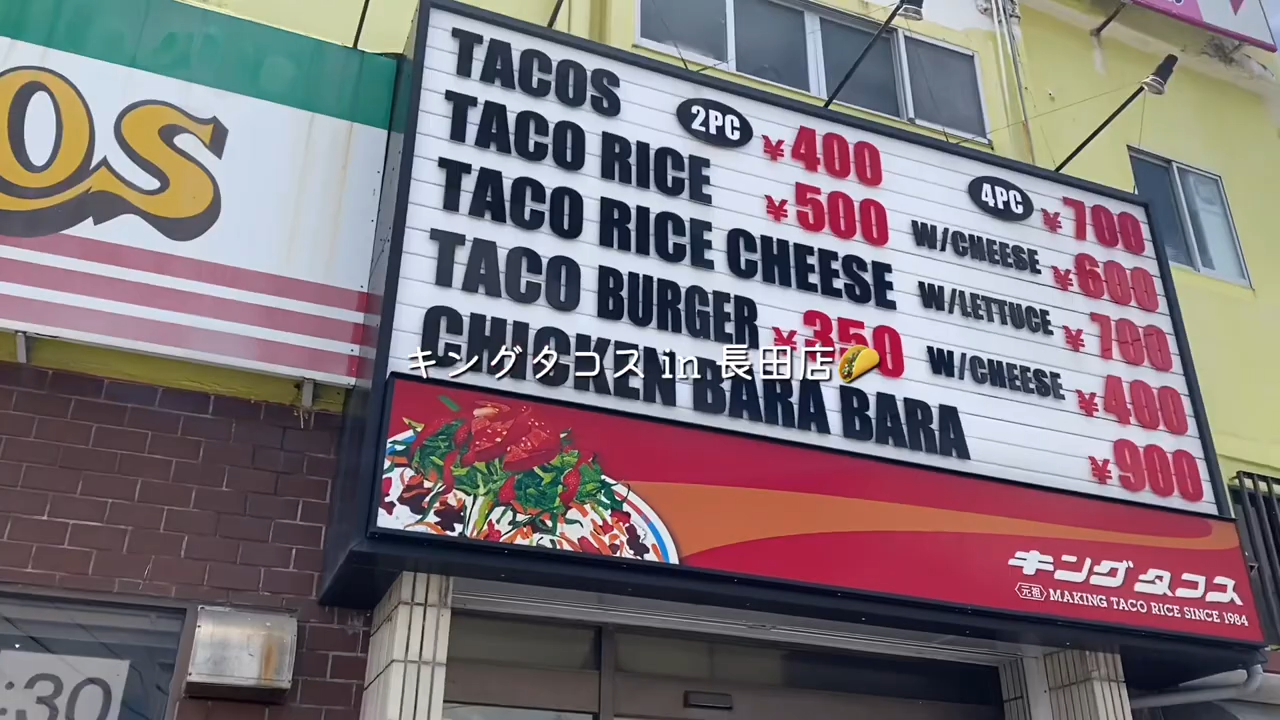 OS
TACOS 2PC ¥400 4PC ¥700
TACO RICE ¥500 W/CHEESE ¥600
TACO RICE CHEESE W/LETTUCE ¥700
TACO BURGER ¥350 W/CHEESE ¥400
CHICKEN BARA BARA ¥900
キングタコス in 長田店🌮
キングタコス
元祖 MAKING TACO RICE SINCE 1984
:30